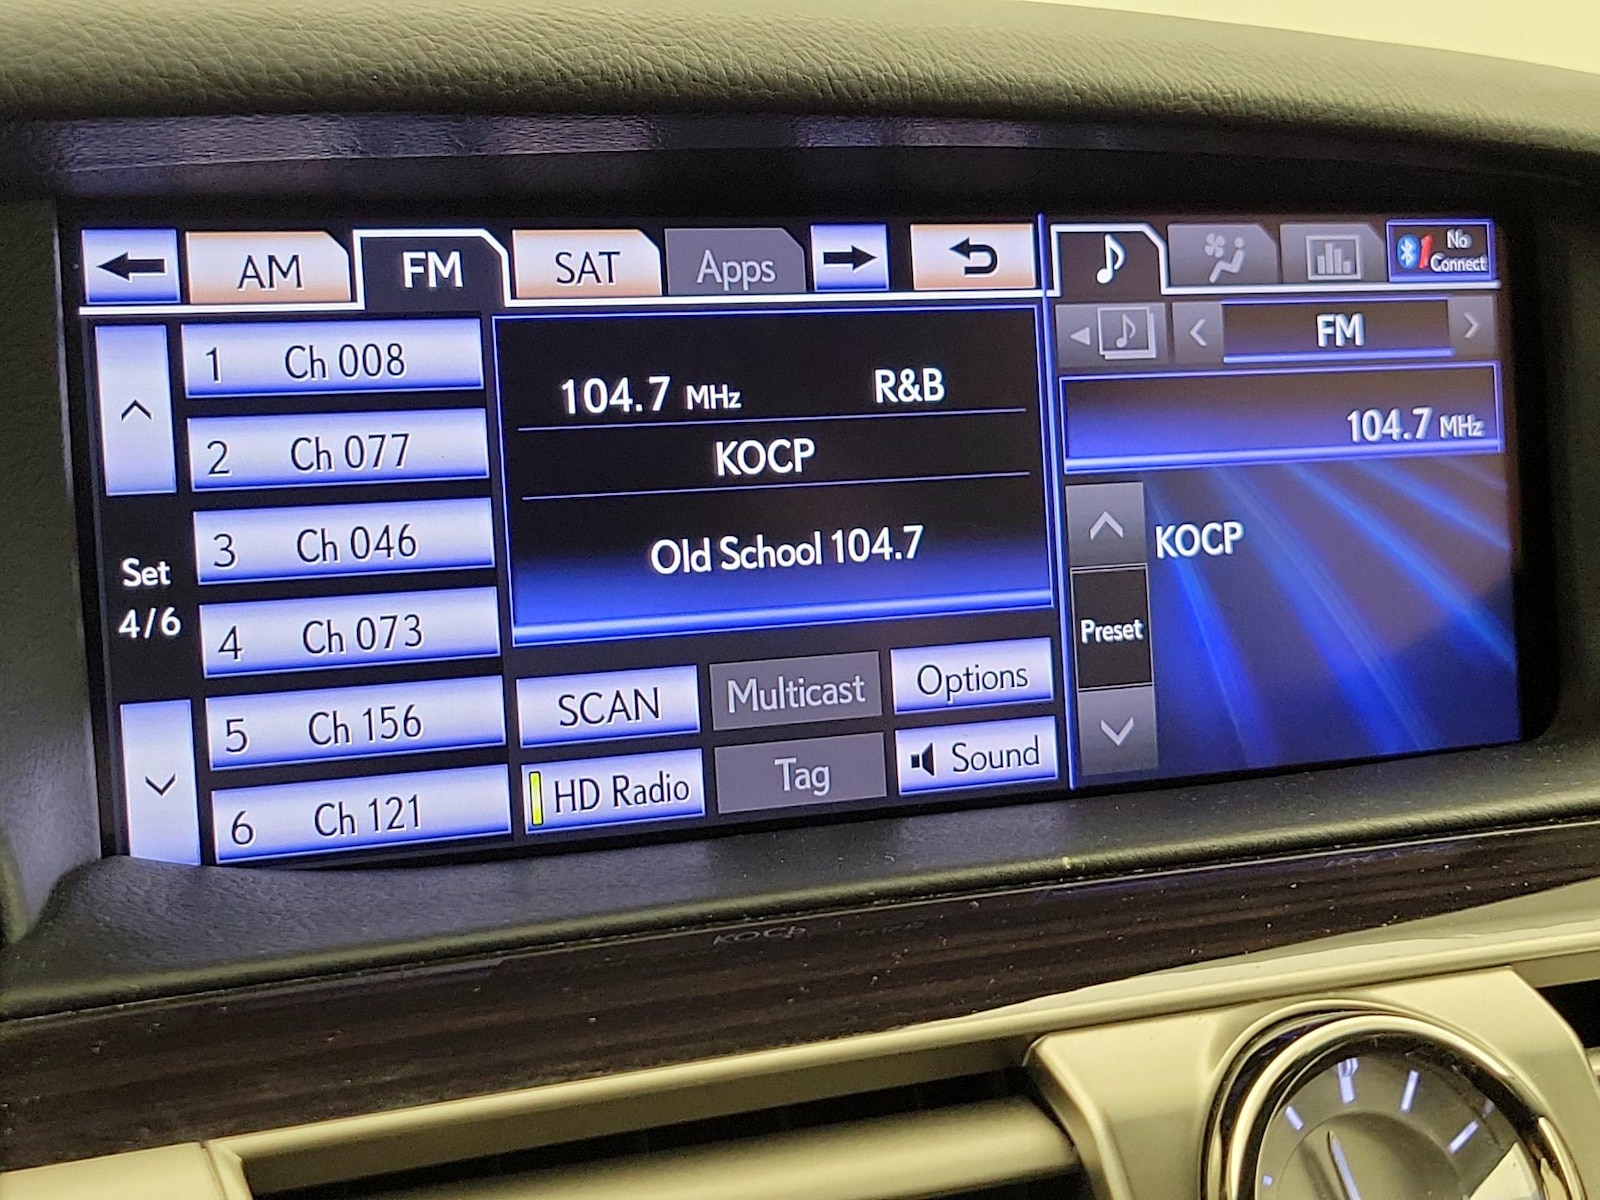 AM
FM
SAT
Apps
No
Connect
1 Ch 008
2 Ch 077
3 Ch 046
4 Ch 073
5 Ch 156
6 Ch 121
Set
4/6
104.7 MHz R&B
KOCP
Old School 104.7
SCAN
Multicast
Options
HD Radio
Tag
Sound
FM
104.7 MHz
KOCP
Preset